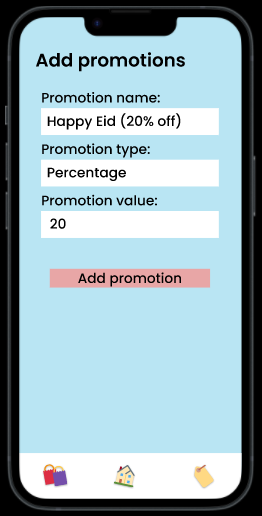 Add promotions
Promotion name:
Happy Eid (20% off)
Promotion type:
Percentage
Promotion value:
20
Add promotion